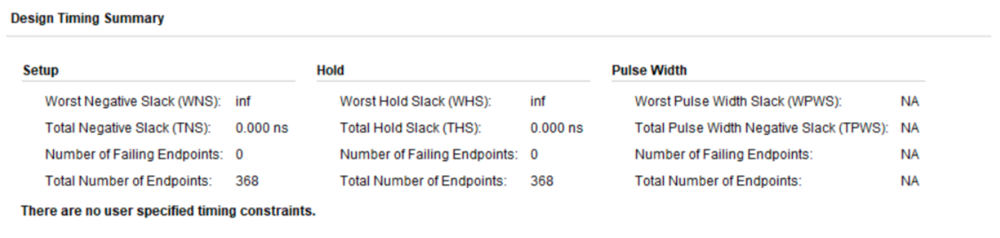 Design Timing Summary
Setup Hold Pulse Width
Worst Negative Slack (WNS): inf Worst Hold Slack (WHS): inf Worst Pulse Width Slack (WPWS): NA
Total Negative Slack (TNS): 0.000 ns Total Hold Slack (THS): 0.000 ns Total Pulse Width Negative Slack (TPWS): NA
Number of Failing Endpoints: 0 Number of Failing Endpoints: 0 Number of Failing Endpoints: NA
Total Number of Endpoints: 368 Total Number of Endpoints: 368 Total Number of Endpoints: NA
There are no user specified timing constraints.